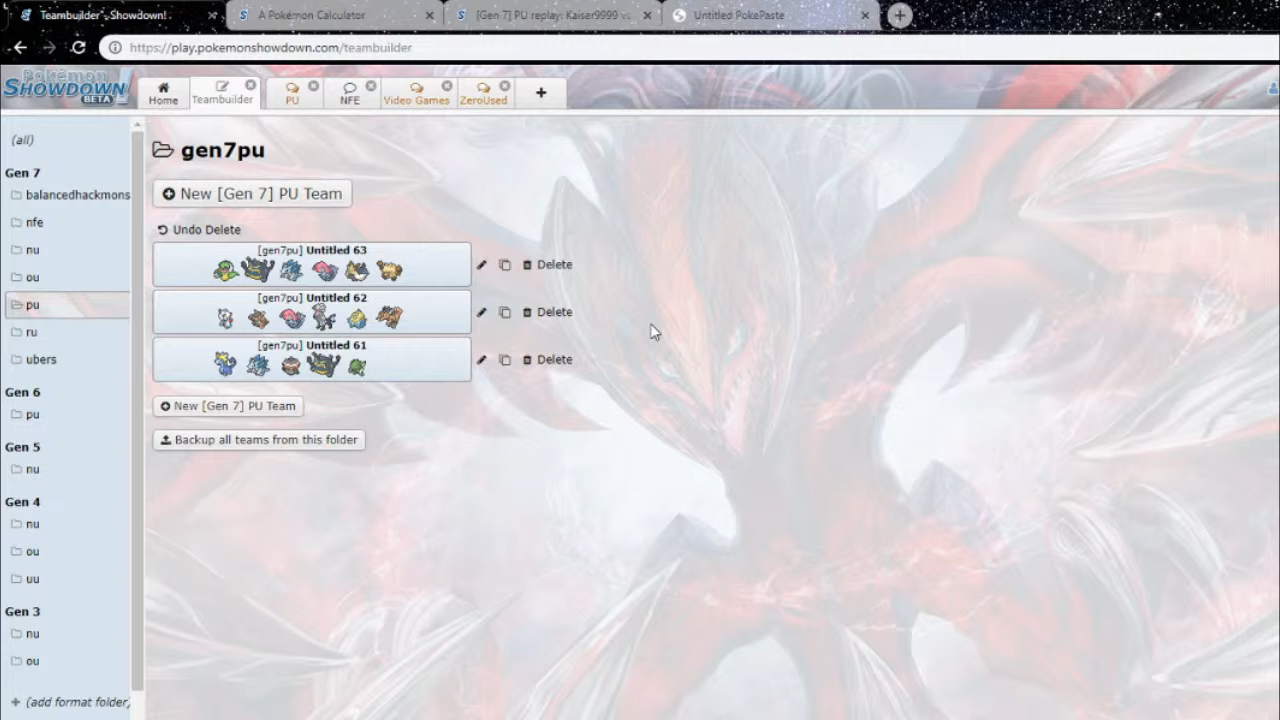 Teambuilder - Showdown!
A Pokémon Calculator
[Gen 7] PU replay: Kaiser9999 v
Untitled PokePaste
https://play.pokemonshowdown.com/teambuilder
Pokémon
SHOWDOWN!
BETA
Home
Teambuilder
PU
NFE
Video Games
ZeroUsed
(all)
Gen 7
balancedhackmons
nfe
nu
ou
pu
ru
ubers
Gen 6
pu
Gen 5
nu
Gen 4
nu
ou
uu
Gen 3
nu
ou
(add format folder)
gen7pu
New [Gen 7] PU Team
Undo Delete
[gen7pu] Untitled 63
Delete
[gen7pu] Untitled 62
Delete
[gen7pu] Untitled 61
Delete
New [Gen 7] PU Team
Backup all teams from this folder